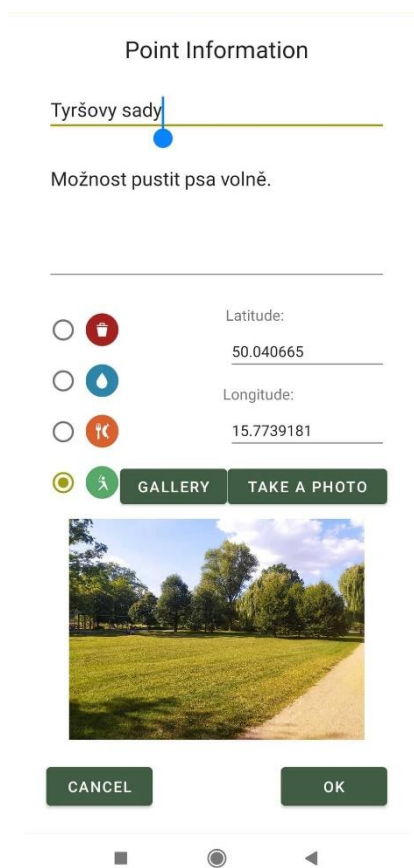 Point Information
Tyršovy sady
Možnost pustit psa volně.
Latitude:
50.040665
Longitude:
15.7739181
GALLERY TAKE A PHOTO
CANCEL OK